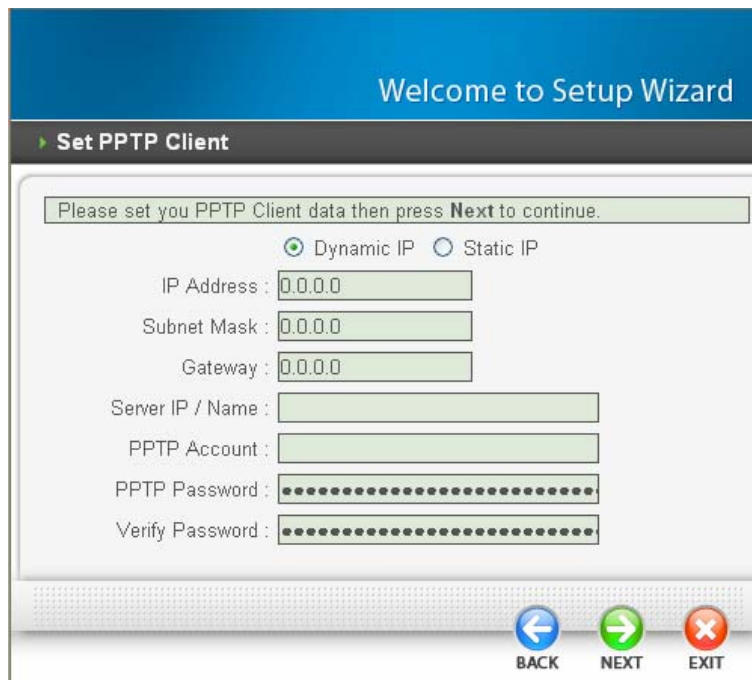 Welcome to Setup Wizard
Set PPTP Client
Please set you PPTP Client data then press Next to continue.
Dynamic IP Static IP
IP Address : 0.0.0.0
Subnet Mask : 0.0.0.0
Gateway : 0.0.0.0
Server IP / Name :
PPTP Account :
PPTP Password : ●●●●●●●●●●●●●●●●●●●●●●●●●●●
Verify Password : ●●●●●●●●●●●●●●●●●●●●●●●●●●●
BACK NEXT EXIT